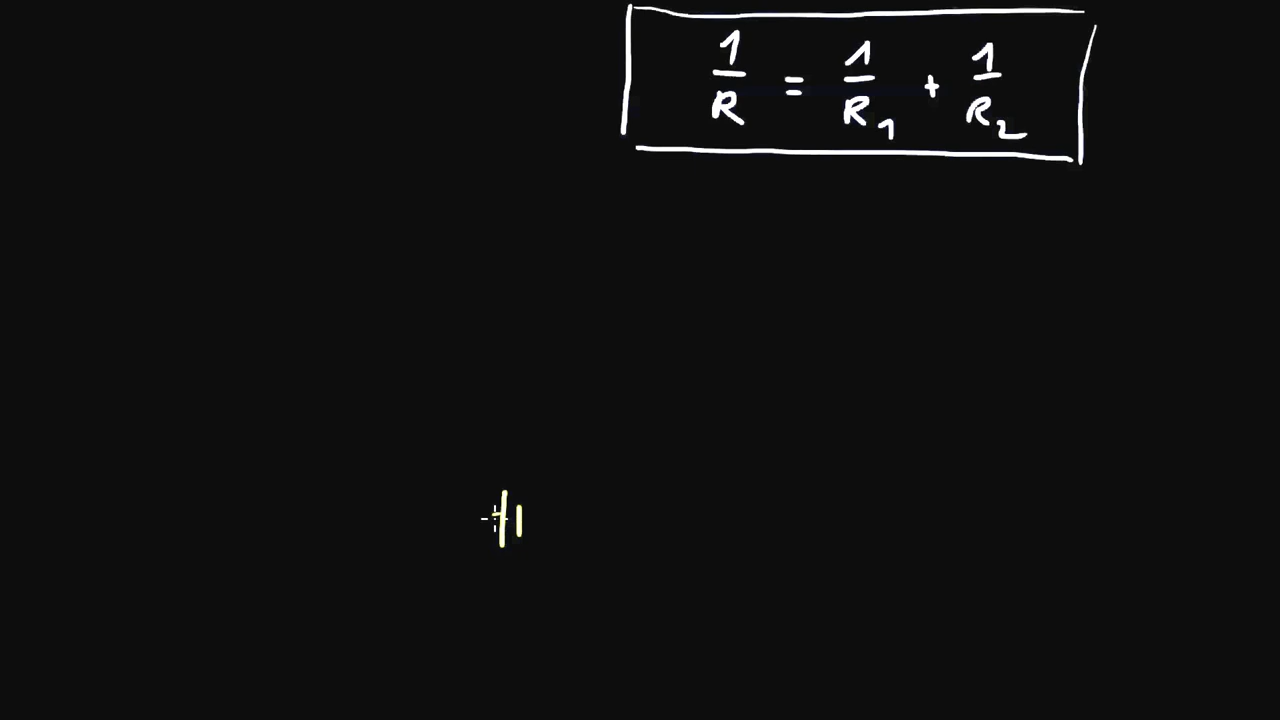 1/R = 1/R₁ + 1/R₂